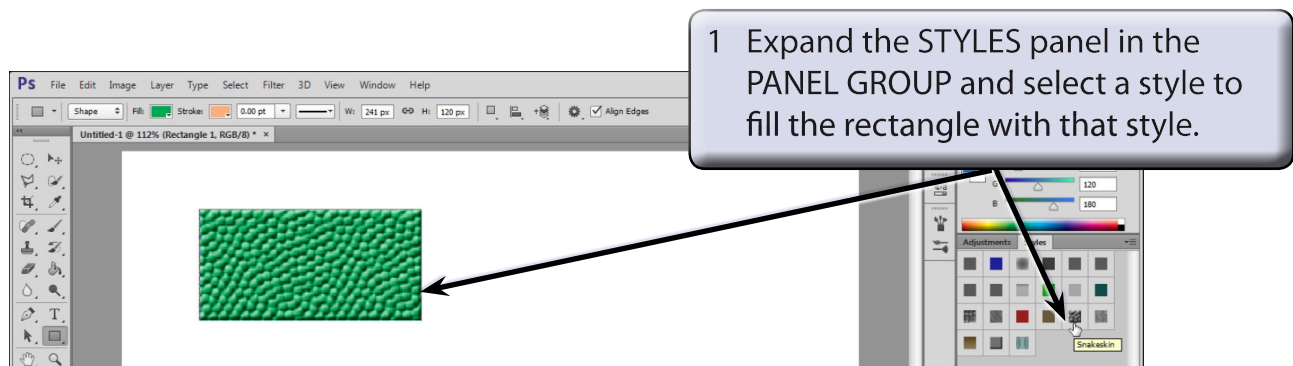 1 Expand the STYLES panel in the
PANEL GROUP and select a style to
fill the rectangle with that style.
Ps File Edit Image Layer Type Select Filter 3D View Window Help
Shape Fill: Stroke: 0.00 pt W: 241 px H: 120 px Align Edges
Untitled-1 @ 112% (Rectangle 1, RGB/8) * ×
G 120
B 180
Adjustments
Snakeskin